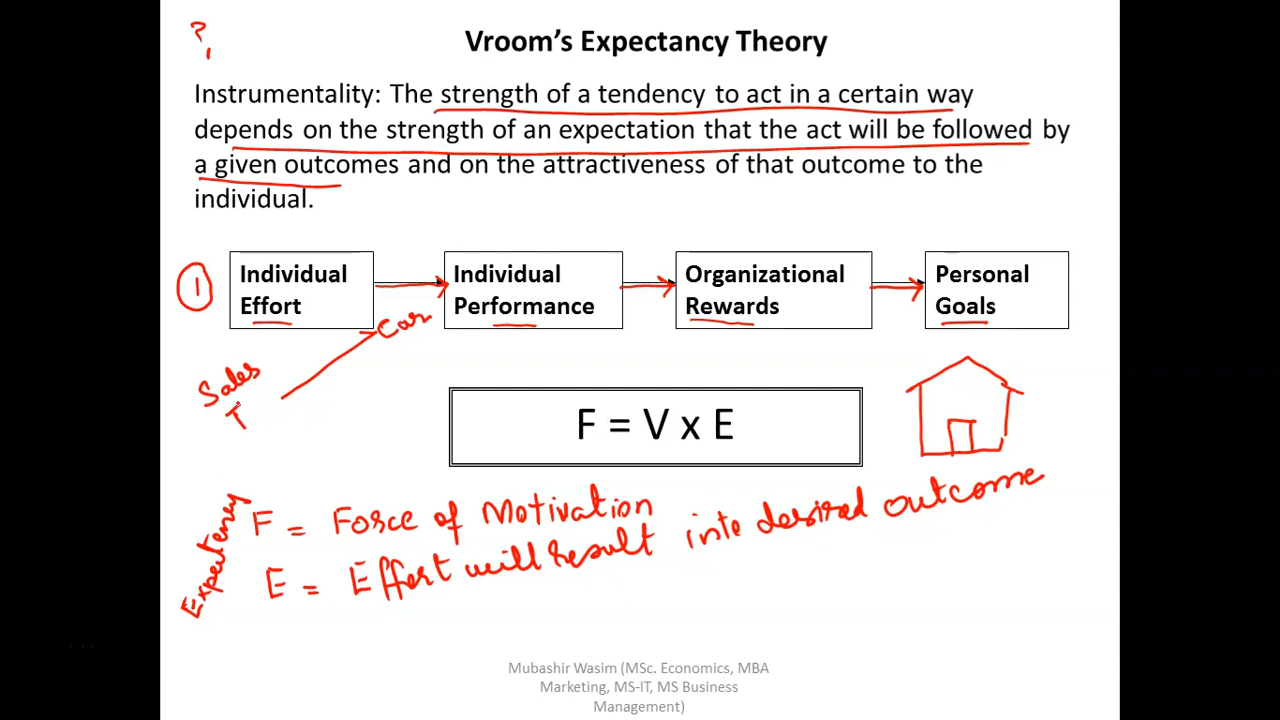 ?
Vroom's Expectancy Theory
Instrumentality: The strength of a tendency to act in a certain way
depends on the strength of an expectation that the act will be followed by
a given outcomes and on the attractiveness of that outcome to the
individual.
1
Individual
Effort
Individual
Performance
Organizational
Rewards
Personal
Goals
Car
Sales
T
F = V x E
Expectency
F = Force of Motivation
E = Effort will result into desired outcome
Mubashir Wasim (MSc. Economics, MBA
Marketing, MS-IT, MS Business
Management)